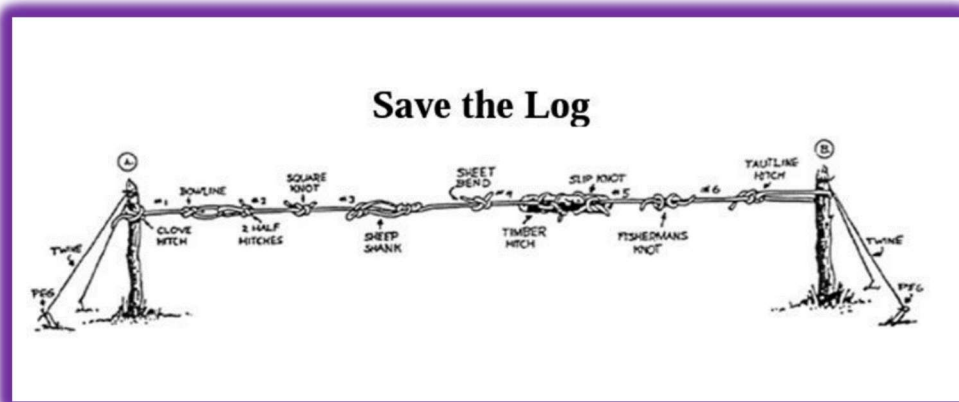 Save the Log
A
B
#1
BOWLINE
#2
SQUARE
KNOT
#3
SHEET
BEND
#4
SLIP KNOT
#5
#6
TAUTLINE
HITCH
CLOVE
HITCH
2 HALF
HITCHES
SHEEP
SHANK
TIMBER
HITCH
FISHERMANS
KNOT
TWINE
PEG
TWINE
PEG